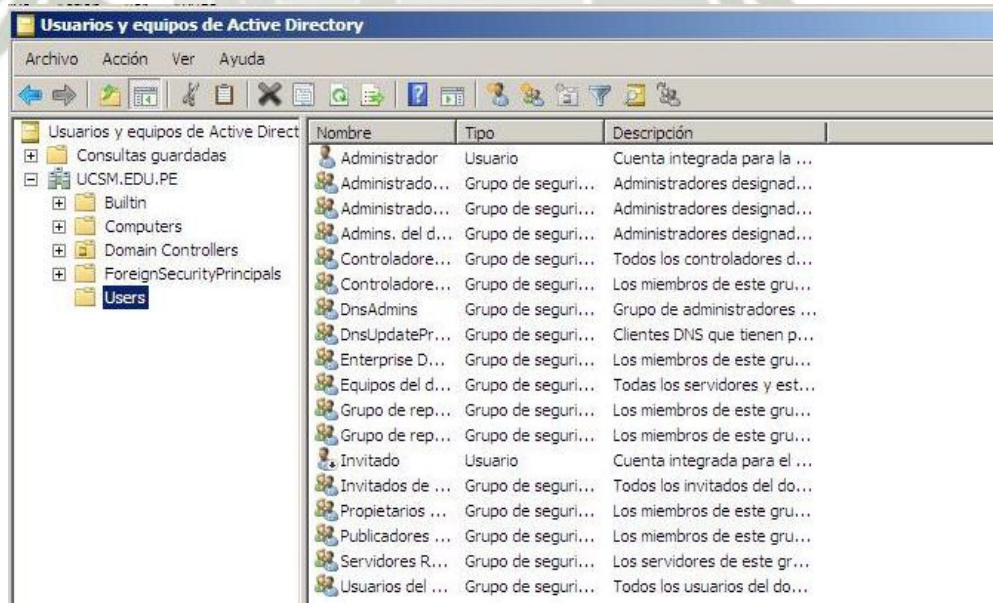 Usuarios y equipos de Active Directory
Archivo Acción Ver Ayuda
Usuarios y equipos de Active Direct
Consultas guardadas
UCSM.EDU.PE
Builtin
Computers
Domain Controllers
ForeignSecurityPrincipals
Users
Nombre Tipo Descripción
Administrador Usuario Cuenta integrada para la ...
Administrado... Grupo de seguri... Administradores designad...
Administrado... Grupo de seguri... Administradores designad...
Admins. del d... Grupo de seguri... Administradores designad...
Controladore... Grupo de seguri... Todos los controladores d...
Controladore... Grupo de seguri... Los miembros de este gru...
DnsAdmins Grupo de seguri... Grupo de administradores ...
DnsUpdatePr... Grupo de seguri... Clientes DNS que tienen p...
Enterprise D... Grupo de seguri... Los miembros de este gru...
Equipos del d... Grupo de seguri... Todas los servidores y est...
Grupo de rep... Grupo de seguri... Los miembros de este gru...
Grupo de rep... Grupo de seguri... Los miembros de este gru...
Invitado Usuario Cuenta integrada para el ...
Invitados de ... Grupo de seguri... Todos los invitados del do...
Propietarios ... Grupo de seguri... Los miembros de este gru...
Publicadores ... Grupo de seguri... Los miembros de este gru...
Servidores R... Grupo de seguri... Los servidores de este gr...
Usuarios del ... Grupo de seguri... Todos los usuarios del do...